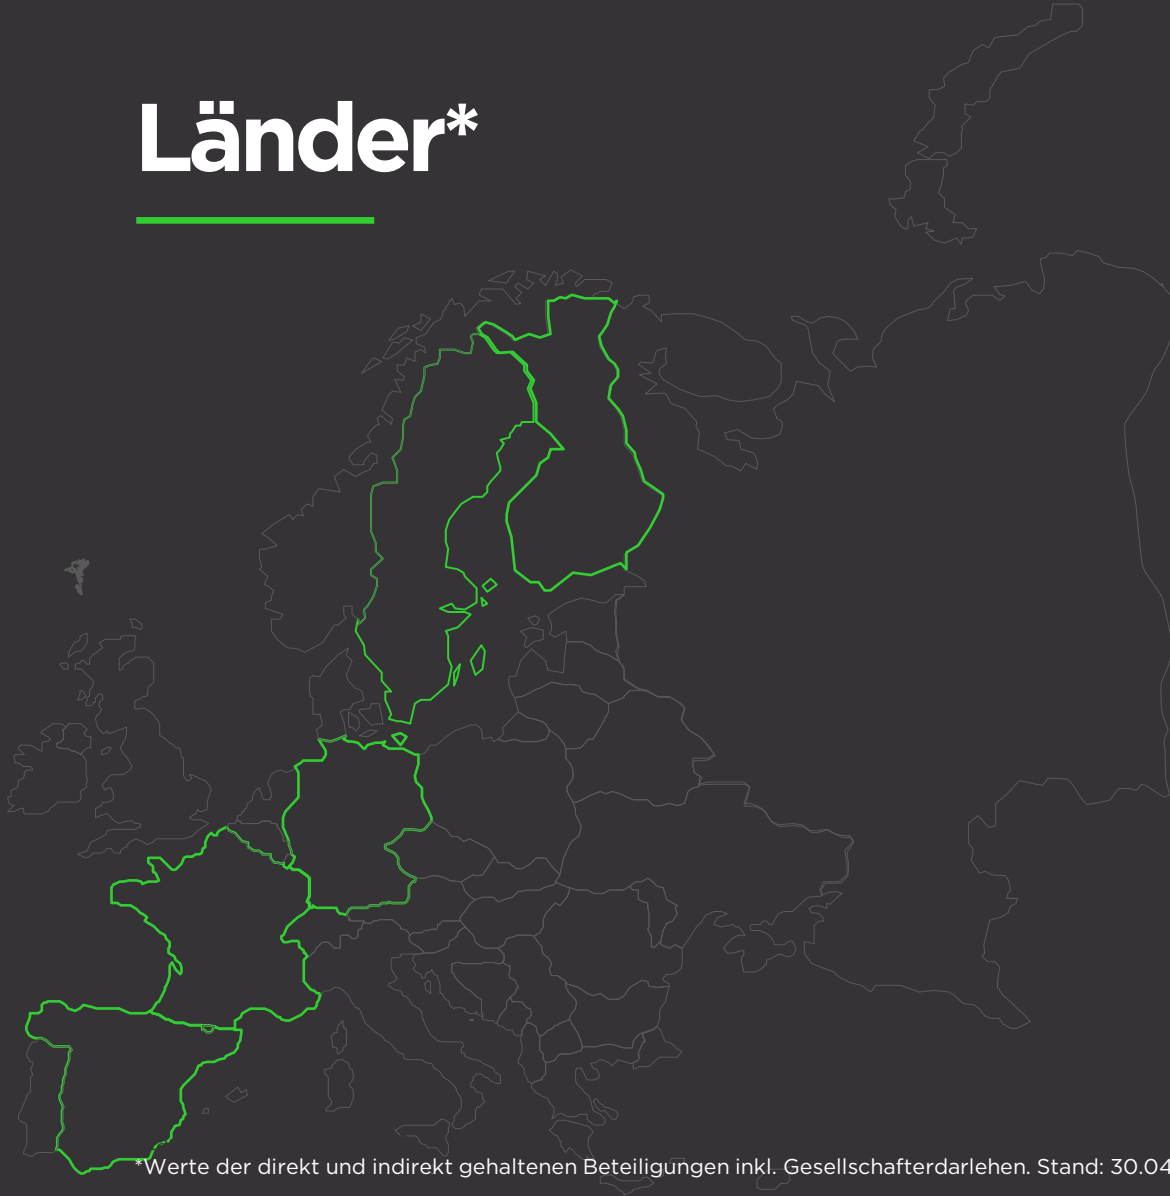 Länder*
*Werte der direkt und indirekt gehaltenen Beteiligungen inkl. Gesellschafterdarlehen. Stand: 30.04